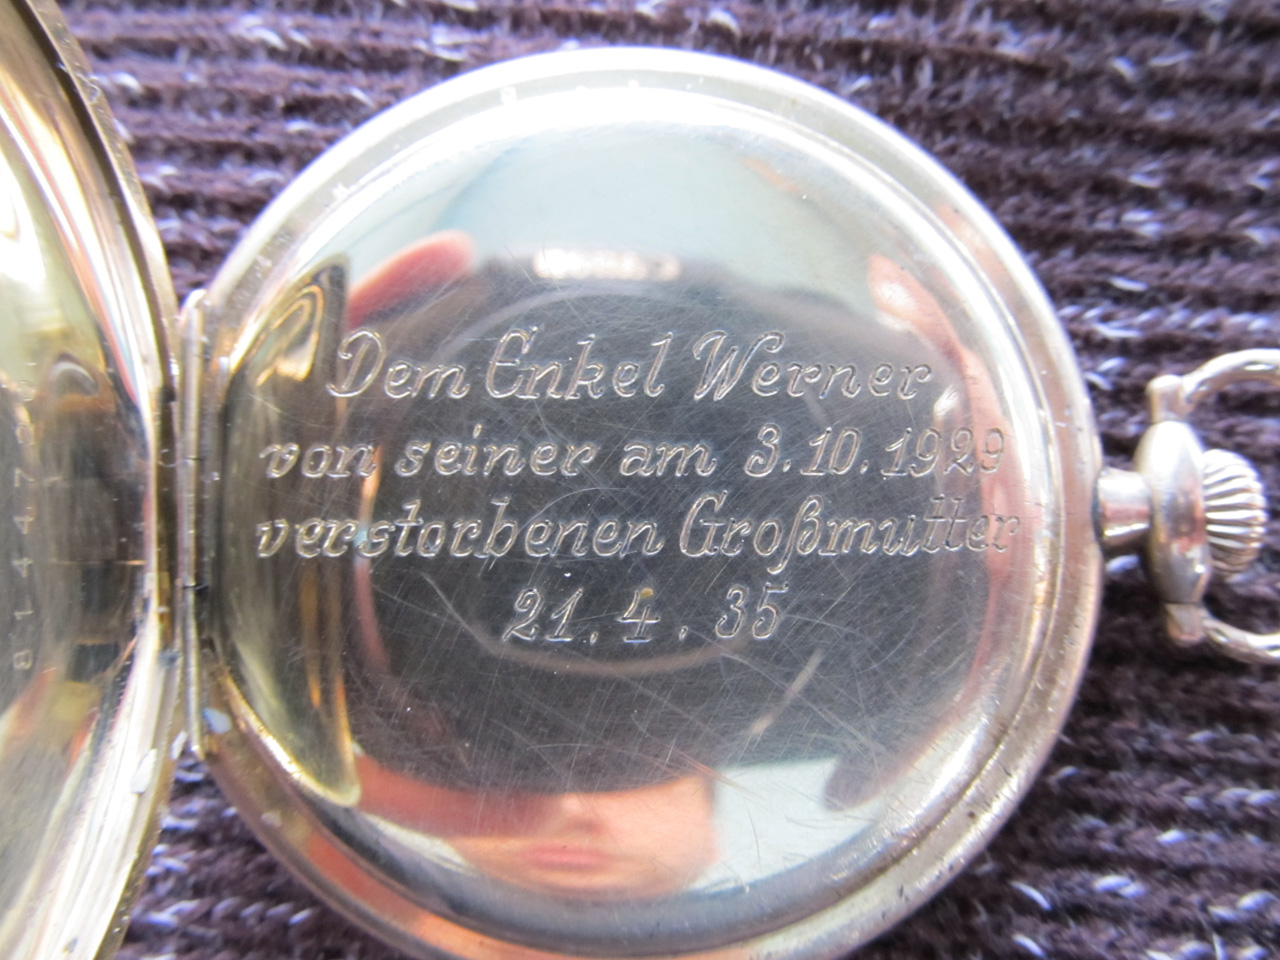 Dem Enkel Werner
von seiner am 3.10.1929
verstorbenen Großmutter
21.4.35